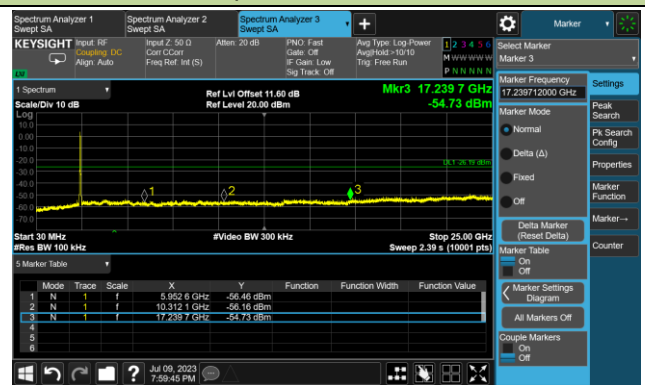 Spectrum Analyzer 1
Swept SA
Spectrum Analyzer 2
Swept SA
Spectrum Analyzer 3
Swept SA
Marker
KEYSIGHT
Input: RF
Coupling: DC
Align: Auto
Input Z: 50 Ω
Corr CCorr
Freq Ref: Int (S)
Atten: 20 dB
PNO: Fast
Gate: Off
IF Gain: Low
Sig Track: Off
Avg Type: Log-Power
Avg|Hold:>10/10
Trig: Free Run
1 2 3 4 5 6
M W W W W W
P N N N N N
LV
Select Marker
Marker 3
1 Spectrum
Scale/Div 10 dB
Log
Ref Lvl Offset 11.60 dB
Ref Level 20.00 dBm
Mkr3 17.239 7 GHz
-54.73 dBm
10.0
0.00
-10.0
-20.0
-30.0
-40.0
-50.0
-60.0
-70.0
DL1 -26.19 dBm
1
2
3
Start 30 MHz
#Res BW 100 kHz
#Video BW 300 kHz
Stop 25.00 GHz
Sweep 2.39 s (10001 pts)
5 Marker Table
Mode Trace Scale X Y Function Function Width Function Value
1 N 1 f 5.952 6 GHz -56.46 dBm
2 N 1 f 10.312 1 GHz -56.16 dBm
3 N 1 f 17.239 7 GHz -54.73 dBm
4
5
6
Marker Frequency
17.239712000 GHz
Marker Mode
Normal
Delta (Δ)
Fixed
Off
Delta Marker
(Reset Delta)
Marker Table
On
Off
Marker Settings
Diagram
All Markers Off
Couple Markers
On
Off
Settings
Peak
Search
Pk Search
Config
Properties
Marker
Function
Marker→
Counter
?
Jul 09, 2023
7:59:45 PM